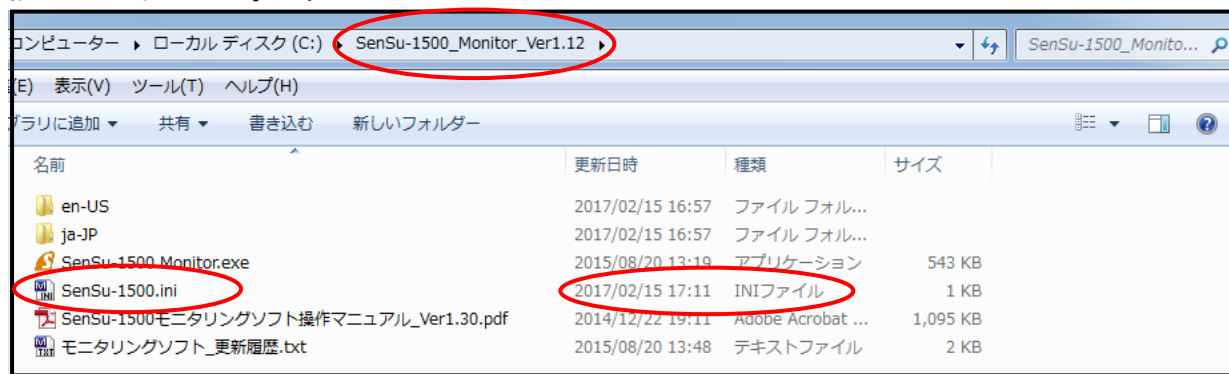 コンピューター ▸ ローカル ディスク (C:) ▸ SenSu-1500_Monitor_Ver1.12 ▸ SenSu-1500_Monito...
(E) 表示(V) ツール(T) ヘルプ(H)
ブラリに追加 ▼ 共有 ▼ 書き込む 新しいフォルダー
名前 更新日時 種類 サイズ
en-US 2017/02/15 16:57 ファイル フォル...
ja-JP 2017/02/15 16:57 ファイル フォル...
SenSu-1500 Monitor.exe 2015/08/20 13:19 アプリケーション 543 KB
SenSu-1500.ini 2017/02/15 17:11 INIファイル 1 KB
SenSu-1500モニタリングソフト操作マニュアル_Ver1.30.pdf 2014/12/22 19:11 Adobe Acrobat ... 1,095 KB
モニタリングソフト_更新履歴.txt 2015/08/20 13:48 テキストファイル 2 KB